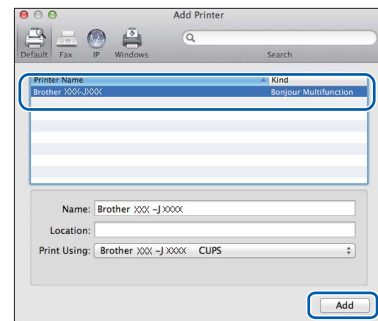 Add Printer
Default Fax IP Windows Search
Printer Name Kind
Brother XXX-JXXX Bonjour Multifunction
Name: Brother XXX -J XXXX
Location:
Print Using: Brother XXX -J XXXX CUPS
Add